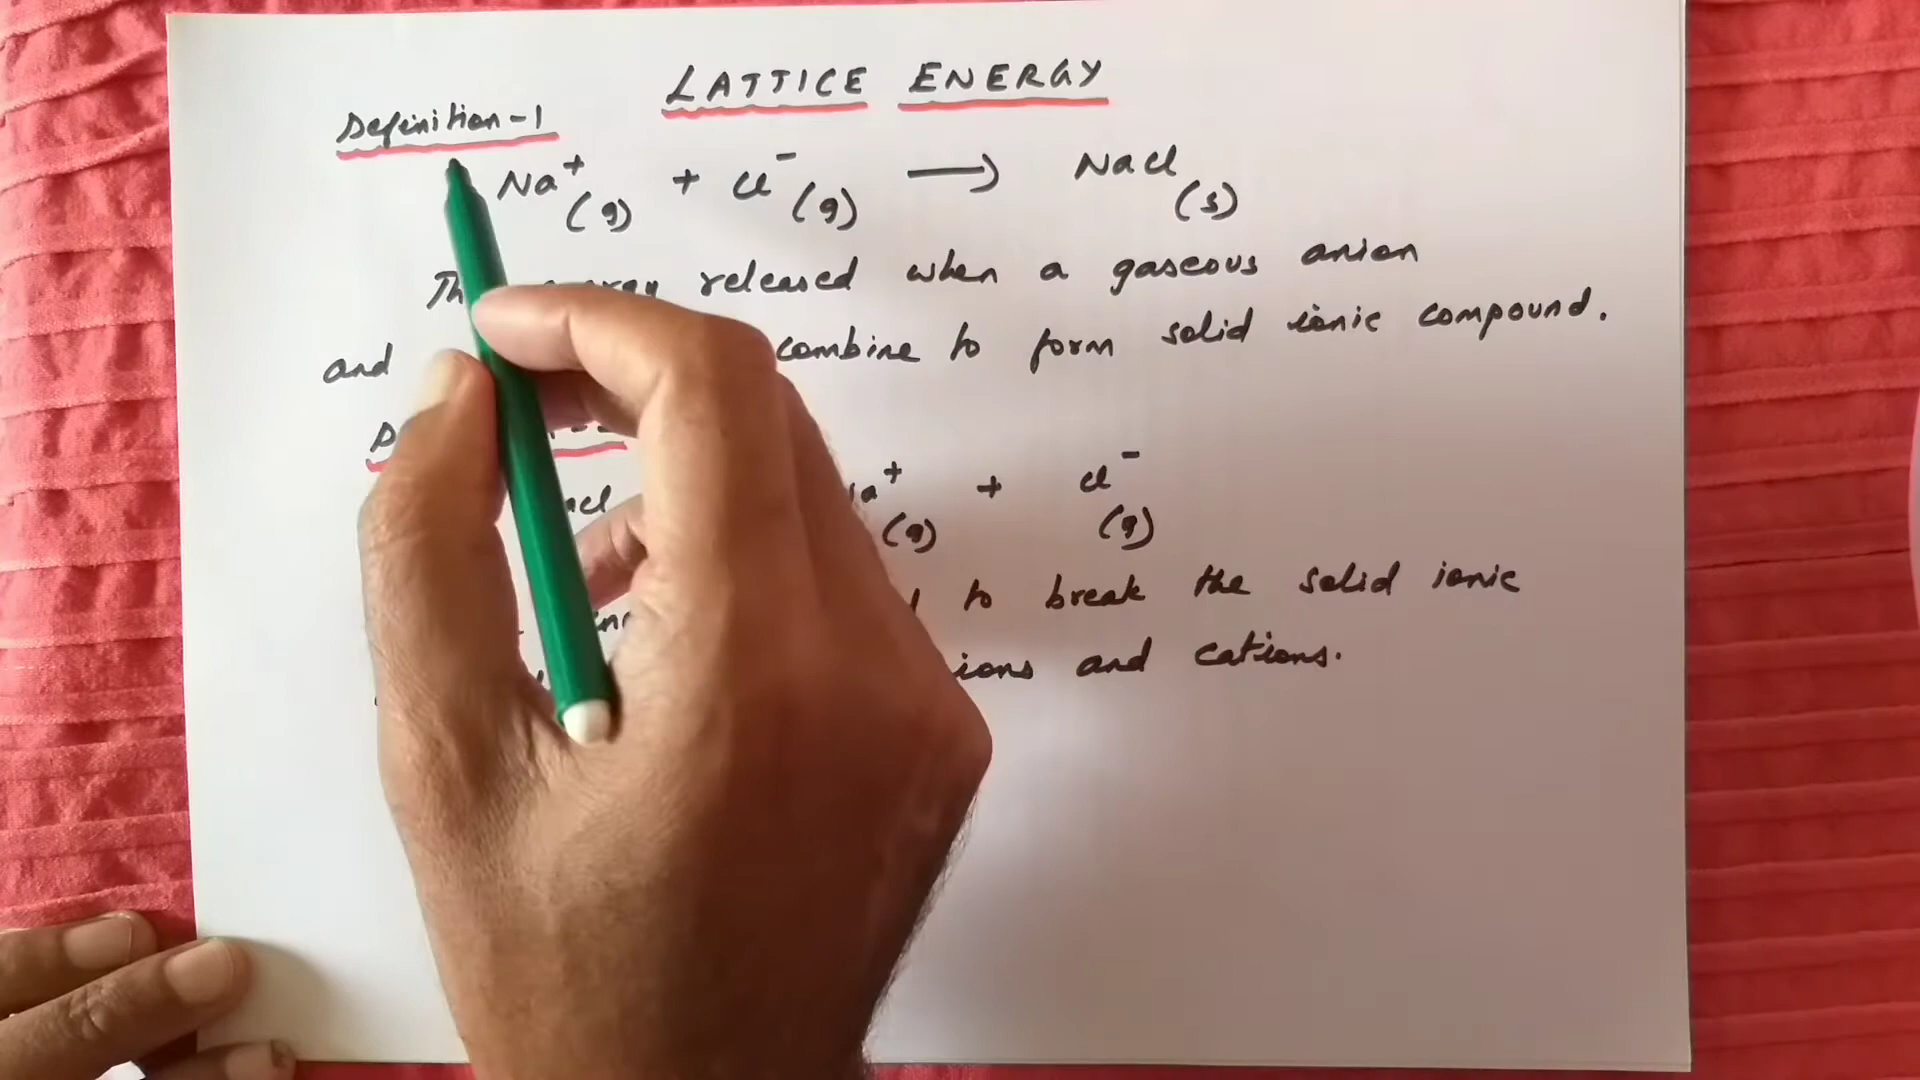 LATTICE ENERGY
Definition-1
Na⁺(g) + Cl⁻(g) → NaCl(s)
released when a gaseous anion
and combine to form solid ionic compound.
+ Cl⁻
(g) (g)
to break the solid ionic
and cations.